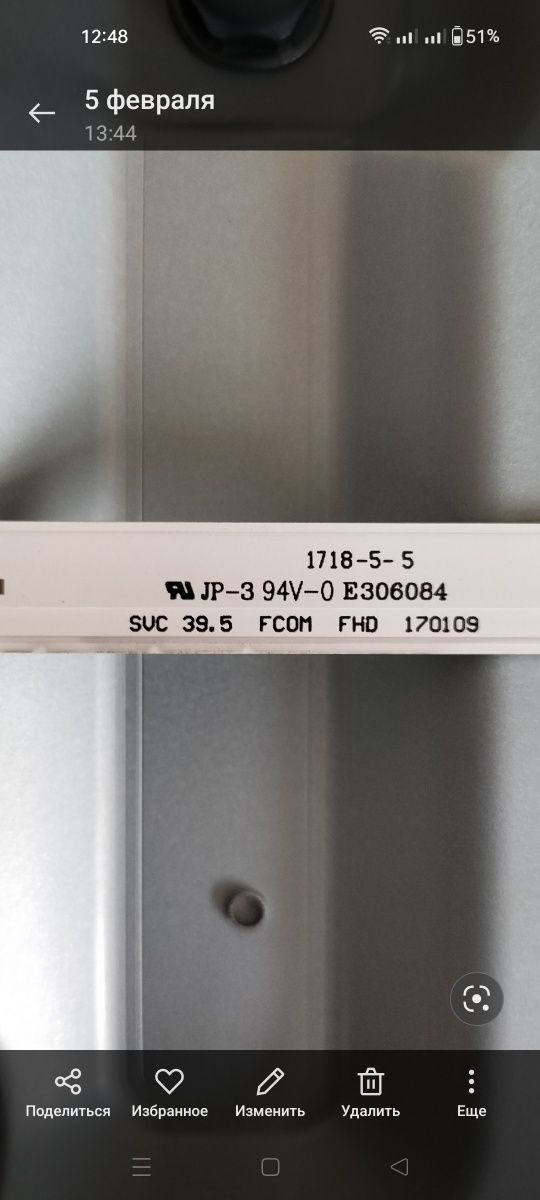 12:48
51%
5 февраля
13:44
1718-5-5
JP-3 94V-0 E306084
SVC 39.5 FCOM FHD 170109
Поделиться
Избранное
Изменить
Удалить
Еще